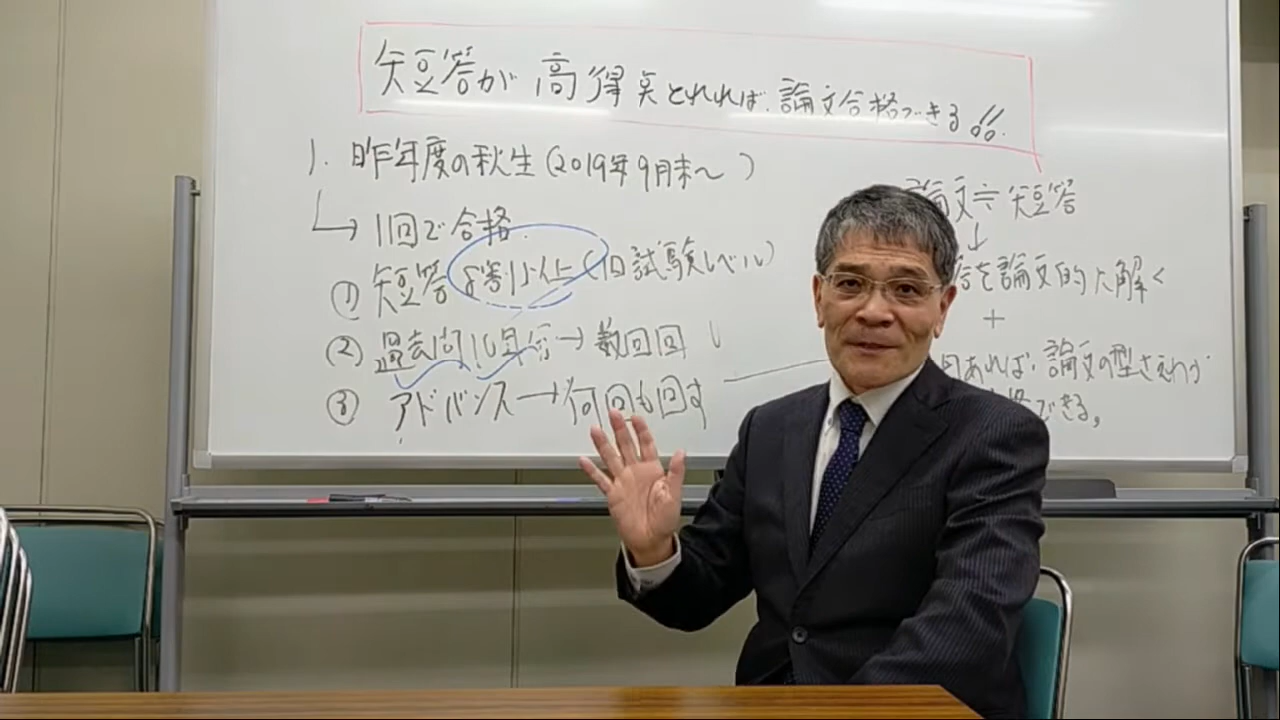 短答が高得点とれれば、論文合格できる!!
1. 昨年度の秋生(2019年9月末～)
↳ 1回で合格.
① 短答8割以上(旧試験レベル)
② 過去問10年分→数回回し
③ アドバンス→何回も回す
論文≒短答
↓
答を論文的に解く
+
あれば、論文の型さえわか
できる。